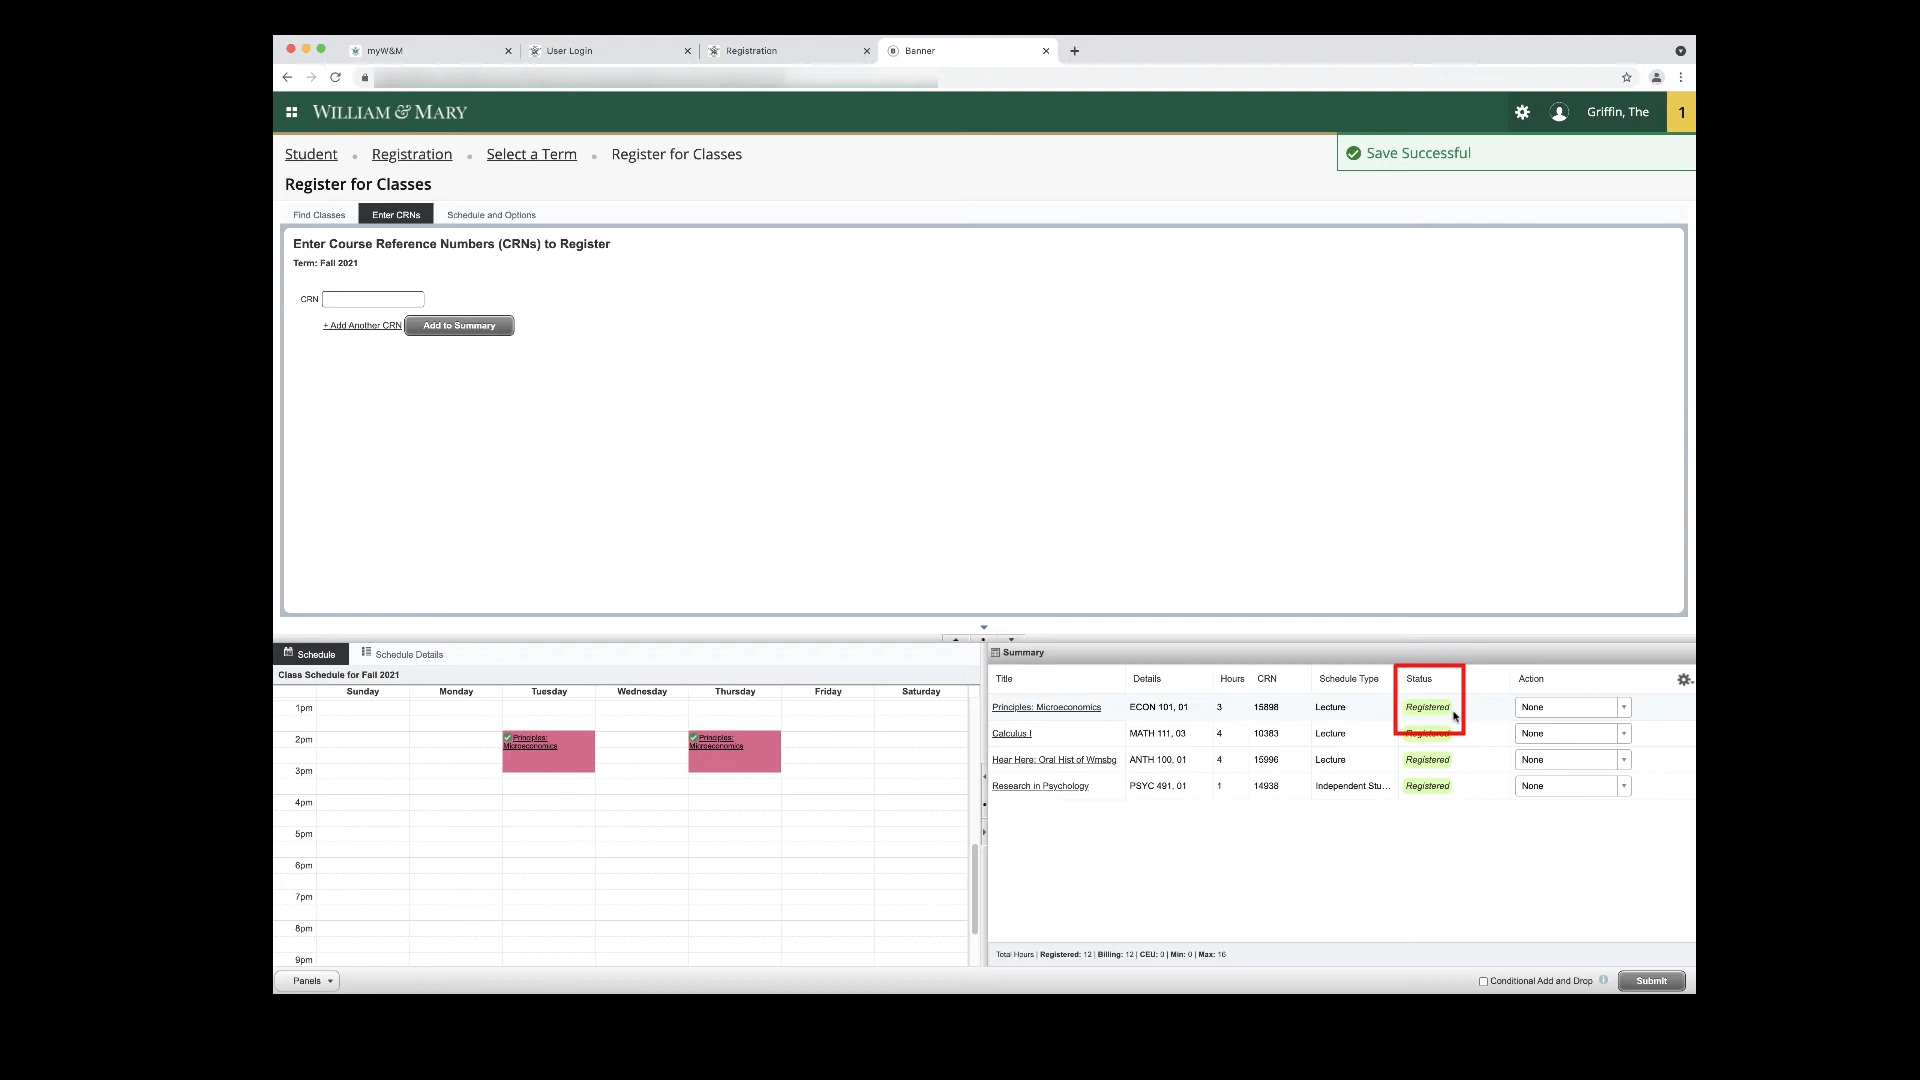 myW&M
User Login
Registration
Banner
WILLIAM & MARY
Griffin, The
1
Student
Registration
Select a Term
Register for Classes
Save Successful
Register for Classes
Find Classes
Enter CRNs
Schedule and Options
Enter Course Reference Numbers (CRNs) to Register
Term: Fall 2021
CRN
+ Add Another CRN
Add to Summary
Schedule
Schedule Details
Class Schedule for Fall 2021
Sunday Monday Tuesday Wednesday Thursday Friday Saturday
1pm
2pm
Principles: Microeconomics
Principles: Microeconomics
3pm
4pm
5pm
6pm
7pm
8pm
9pm
Summary
Title Details Hours CRN Schedule Type Status Action
Principles: Microeconomics ECON 101, 01 3 15898 Lecture Registered None
Calculus I MATH 111, 03 4 10383 Lecture Registered None
Hear Here: Oral Hist of Wmsbg ANTH 100, 01 4 15996 Lecture Registered None
Research in Psychology PSYC 491, 01 1 14938 Independent Stu... Registered None
Total Hours | Registered: 12 | Billing: 12 | CEU: 0 | Min: 0 | Max: 16
Panels
Conditional Add and Drop
Submit